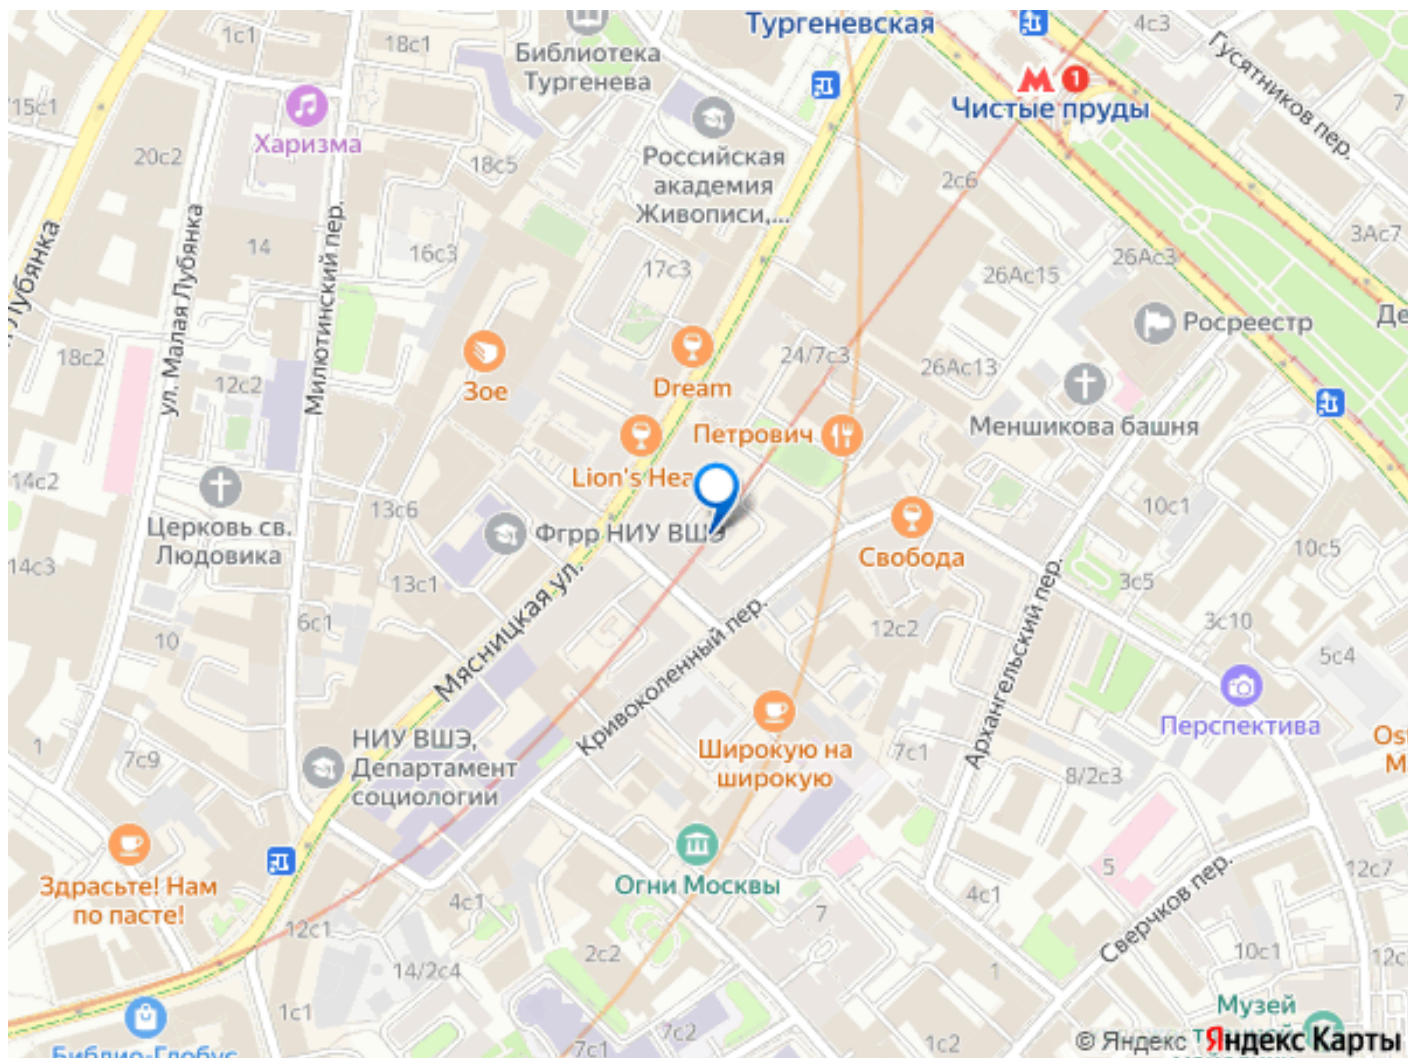 Тургеневская
4с3
1с1
18с1
Библиотека
Тургенева
Гусятников пер.
15с1
Чистые пруды
7
Харизма
20с2
18с5
Российская
академия
Живописи,...
2с6
Лубянка
ул. Малая Лубянка
Милютинский пер.
14
16с3
17с3
3Ас7
26Ас3
26Ас15
Росреестр
Де
18с2
12с2
Зое
Dream
24/7с3
26Ас13
Меншикова башня
Петрович
Lion's Hea
14с2
13с6
10с1
Церковь св.
Людовика
Фгрр НИУ ВШЭ
Свобода
10с5
14с3
13с1
3с5
Мясницкая ул.
Кривоколенный пер.
Архангельский пер.
6с1
10
12с2
3с10
5с4
Перспектива
1
7с9
НИУ ВШЭ,
Департамент
социологии
Широкую на
широкую
7с1
8/2с3
Ost
М
Здрасьте! Нам
по пасте!
Огни Москвы
5
12с7
4с1
7
4с1
Сверчков пер.
12с1
14/2с4
2с2
1
10с1
12с
1с1
Библио-Глобус
7с2
7с1
1с2
Музей
© Яндекс Яндекс Карты